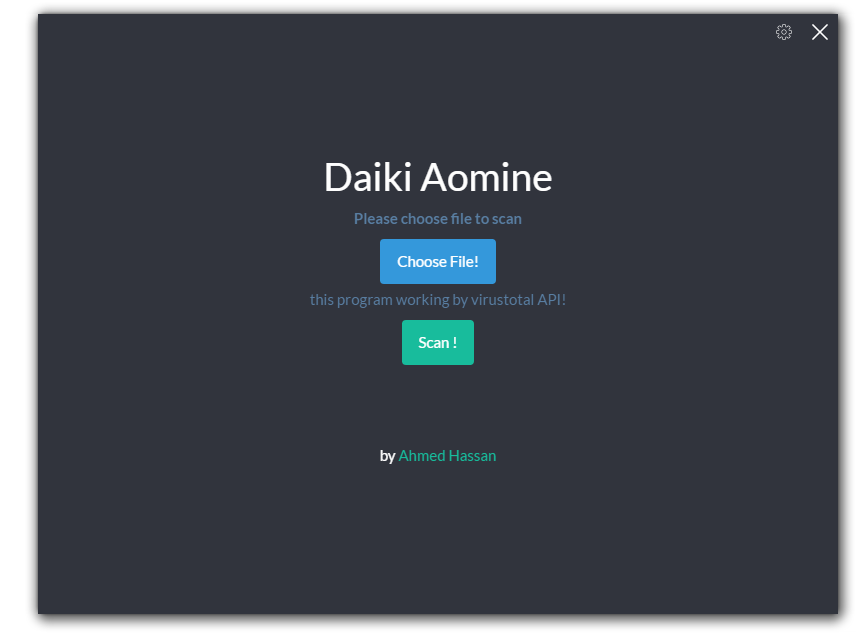 Daiki Aomine
Please choose file to scan
Choose File!
this program working by virustotal API!
Scan !
by Ahmed Hassan